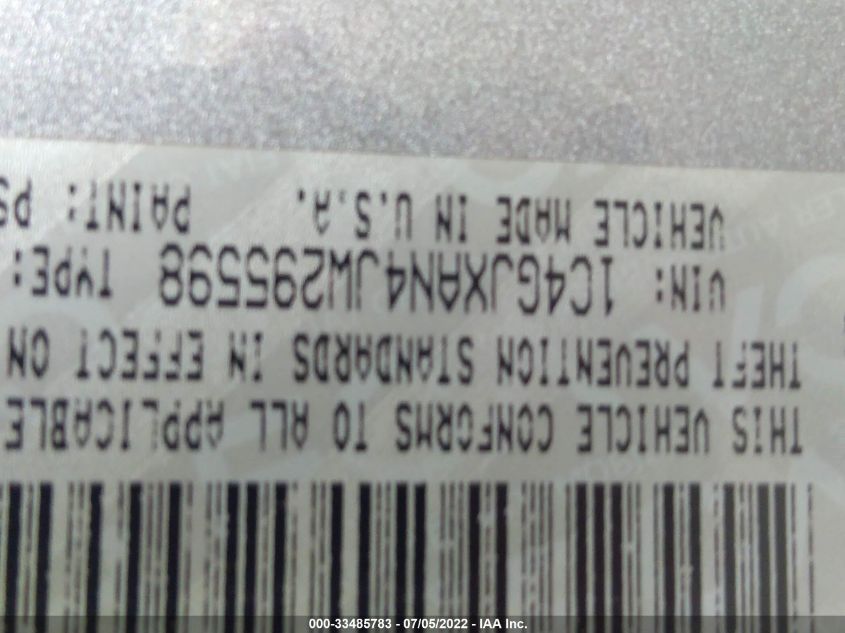 THIS VEHICLE CONFORMS TO ALL APPLICABLE
THEFT PREVENTION STANDARDS IN EFFECT ON
VIN: 1C4GJXAN4JW295598 TYPE:
VEHICLE MADE IN U.S.A. PAINT: PS
000-33485783 - 07/05/2022 - IAA Inc.